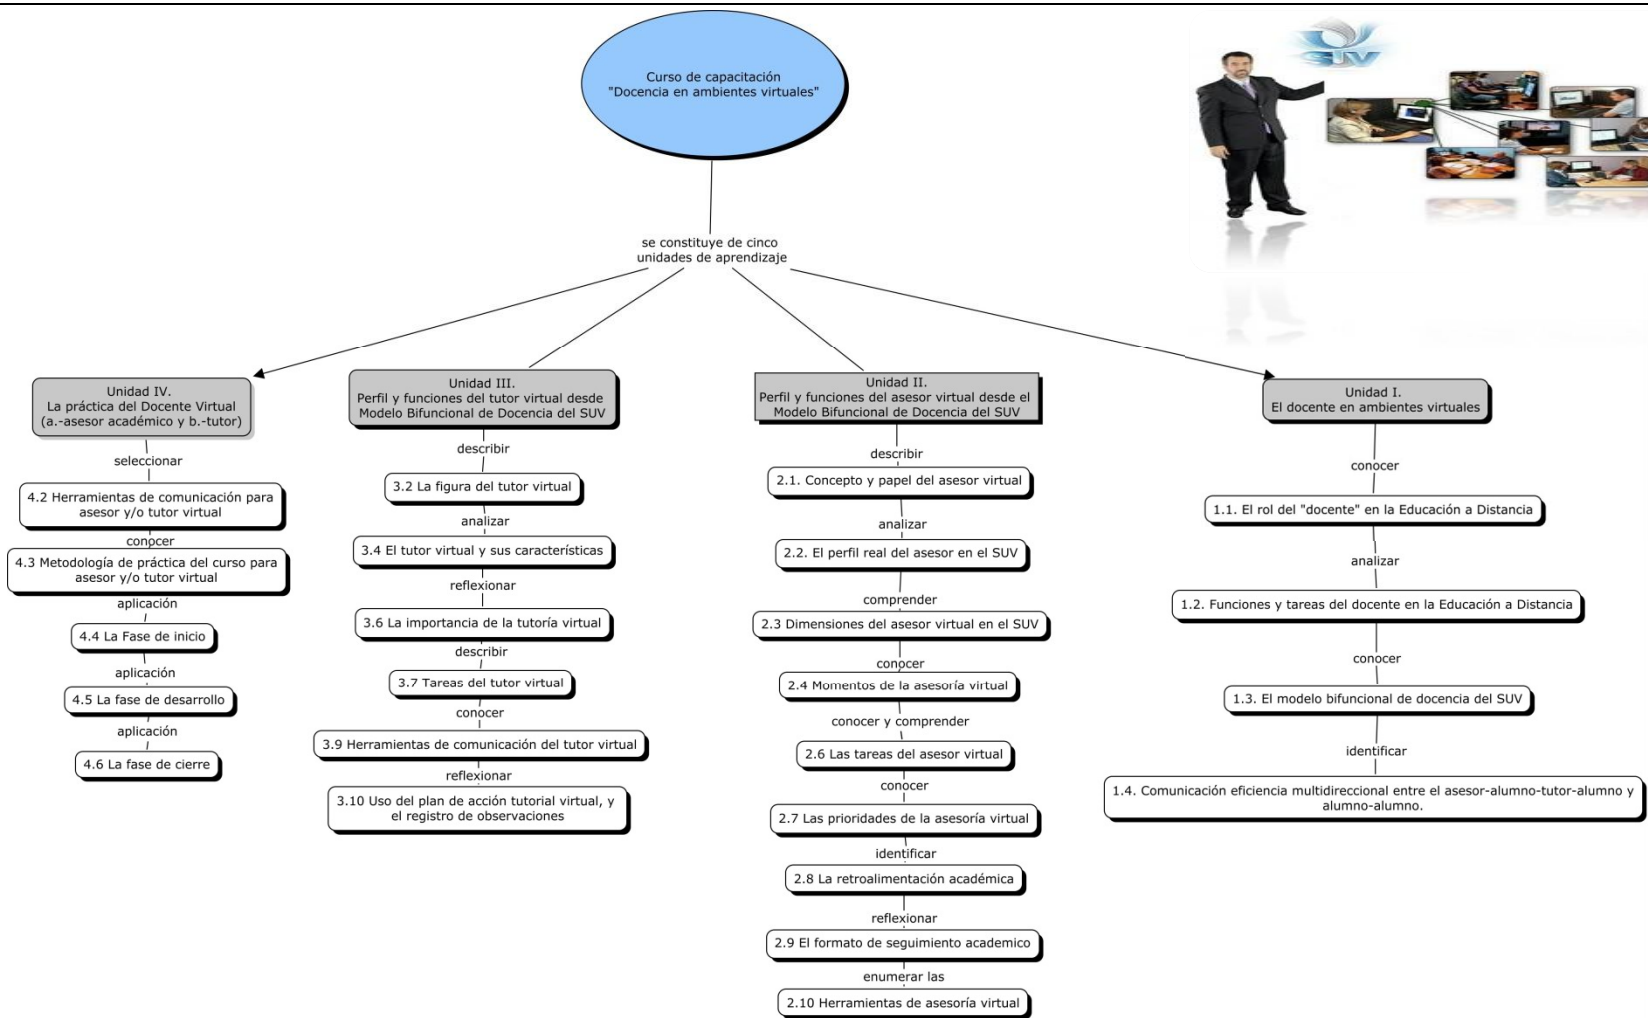 Curso de capacitación
"Docencia en ambientes virtuales"
SUV
se constituye de cinco
unidades de aprendizaje
Unidad IV.
La práctica del Docente Virtual
(a.-asesor académico y b.-tutor)
seleccionar
4.2 Herramientas de comunicación para
asesor y/o tutor virtual
conocer
4.3 Metodología de práctica del curso para
asesor y/o tutor virtual
aplicación
4.4 La Fase de inicio
aplicación
4.5 La fase de desarrollo
aplicación
4.6 La fase de cierre
Unidad III.
Perfil y funciones del tutor virtual desde
Modelo Bifuncional de Docencia del SUV
describir
3.2 La figura del tutor virtual
analizar
3.4 El tutor virtual y sus características
reflexionar
3.6 La importancia de la tutoría virtual
describir
3.7 Tareas del tutor virtual
conocer
3.9 Herramientas de comunicación del tutor virtual
reflexionar
3.10 Uso del plan de acción tutorial virtual, y
el registro de observaciones
Unidad II.
Perfil y funciones del asesor virtual desde el
Modelo Bifuncional de Docencia del SUV
describir
2.1. Concepto y papel del asesor virtual
analizar
2.2. El perfil real del asesor en el SUV
comprender
2.3 Dimensiones del asesor virtual en el SUV
conocer
2.4 Momentos de la asesoría virtual
conocer y comprender
2.6 Las tareas del asesor virtual
conocer
2.7 Las prioridades de la asesoría virtual
identificar
2.8 La retroalimentación académica
reflexionar
2.9 El formato de seguimiento academico
enumerar las
2.10 Herramientas de asesoría virtual
Unidad I.
El docente en ambientes virtuales
conocer
1.1. El rol del "docente" en la Educación a Distancia
analizar
1.2. Funciones y tareas del docente en la Educación a Distancia
conocer
1.3. El modelo bifuncional de docencia del SUV
identificar
1.4. Comunicación eficiencia multidireccional entre el asesor-alumno-tutor-alumno y
alumno-alumno.